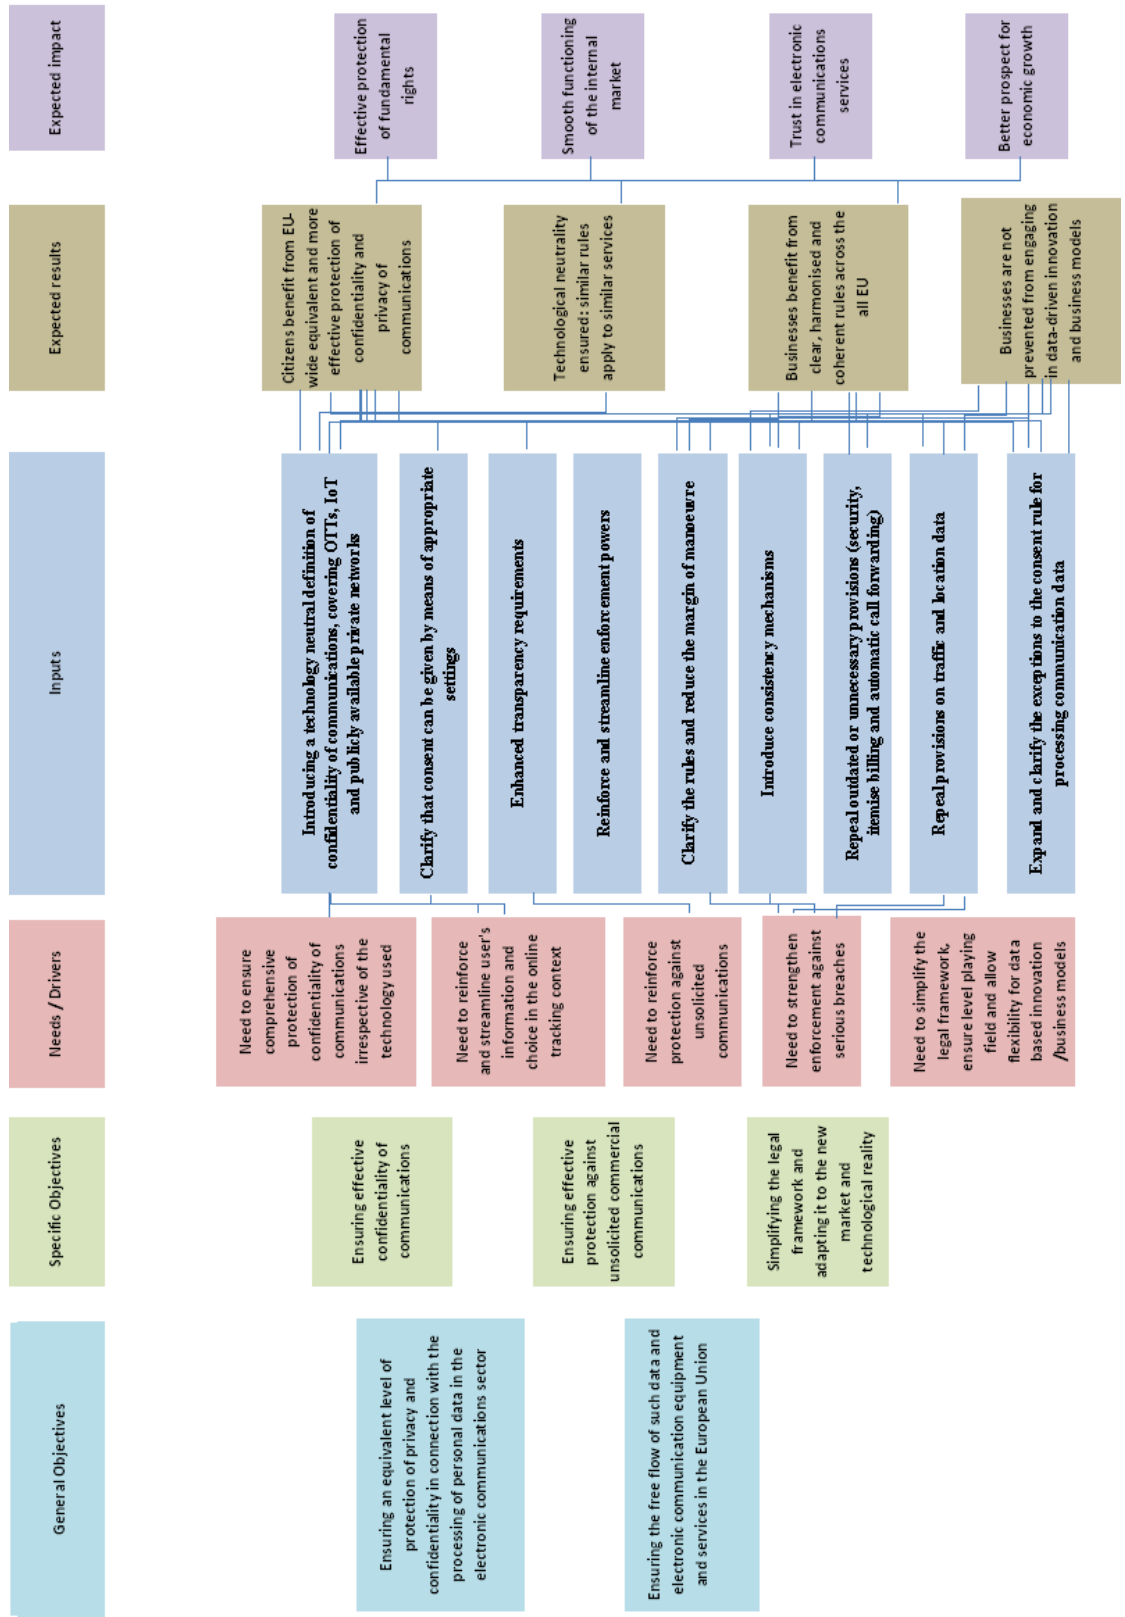 General Objectives
Ensuring an equivalent level of
protection of privacy and
confidentiality in connection with the
processing of personal data in the
electronic communications sector
Ensuring the free flow of such data and
electronic communication equipment
and services in the European Union
Specific Objectives
Ensuring effective
confidentiality of
communications
Ensuring effective
protection against
unsolicited commercial
communications
Simplifying the legal
framework and
adapting it to the new
market and
technological reality
Needs / Drivers
Need to ensure
comprehensive
protection of
confidentiality of
communications
irrespective of the
technology used
Need to reinforce
and streamline user's
information and
choice in the online
tracking context
Need to reinforce
protection against
unsolicited
communications
Need to strengthen
enforcement against
serious breaches
Need to simplify the
legal framework,
ensure level playing
field and allow
flexibility for data
based innovation
/business models
Inputs
Introducing a technology neutral definition of
confidentiality of communications, covering OTTs, IoT
and publicly available private networks
Clarify that consent can be given by means of appropriate
settings
Enhanced transparency requirements
Reinforce and streamline enforcement powers
Clarify the rules and reduce the margin of manoeuvre
Introduce consistency mechanisms
Repeal outdated or unnecessary provisions (security,
itemise billing and automatic call forwarding)
Repeal provisions on traffic and location data
Expand and clarify the exceptions to the consent rule for
processing communication data
Expected results
Citizens benefit from EU-
wide equivalent and more
effective protection of
confidentiality and
privacy of
communications
Technological neutrality
ensured: similar rules
apply to similar services
Businesses benefit from
clear, harmonised and
coherent rules across the
all EU
Businesses are not
prevented from engaging
in data-driven innovation
and business models
Expected impact
Effective protection
of fundamental
rights
Smooth functioning
of the internal
market
Trust in electronic
communications
services
Better prospect for
economic growth